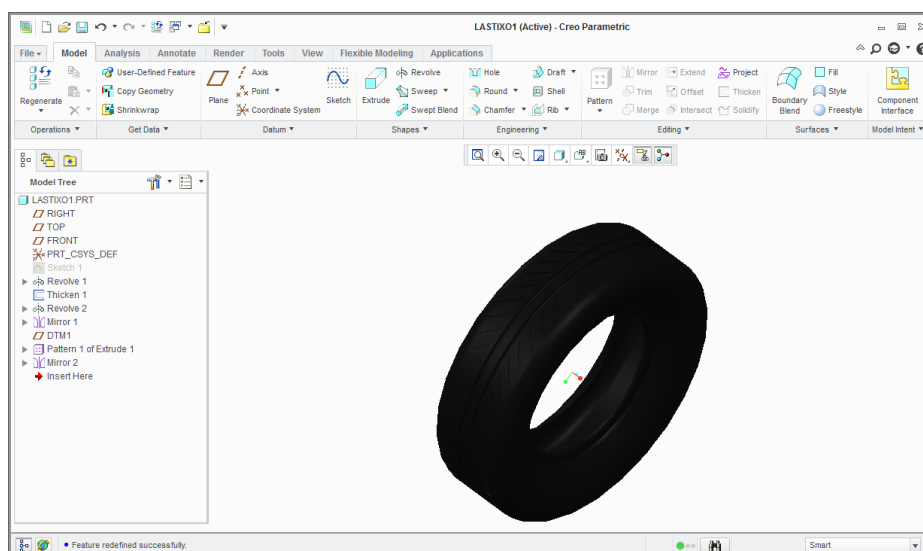 LASTIXO1 (Active) - Creo Parametric
File Model Analysis Annotate Render Tools View Flexible Modeling Applications
Regenerate
User-Defined Feature
Copy Geometry
Shrinkwrap
Plane
Axis
Point
Coordinate System
Sketch
Extrude
Revolve
Sweep
Swept Blend
Hole
Round
Chamfer
Draft
Shell
Rib
Pattern
Mirror
Trim
Merge
Extend
Offset
Intersect
Project
Thicken
Solidify
Boundary
Blend
Fill
Style
Freestyle
Component
Interface
Operations Get Data Datum Shapes Engineering Editing Surfaces Model Intent
Model Tree
LASTIXO1.PRT
RIGHT
TOP
FRONT
PRT_CSYS_DEF
Sketch 1
Revolve 1
Thicken 1
Revolve 2
Mirror 1
DTM1
Pattern 1 of Extrude 1
Mirror 2
Insert Here
Feature redefined successfully.
Smart